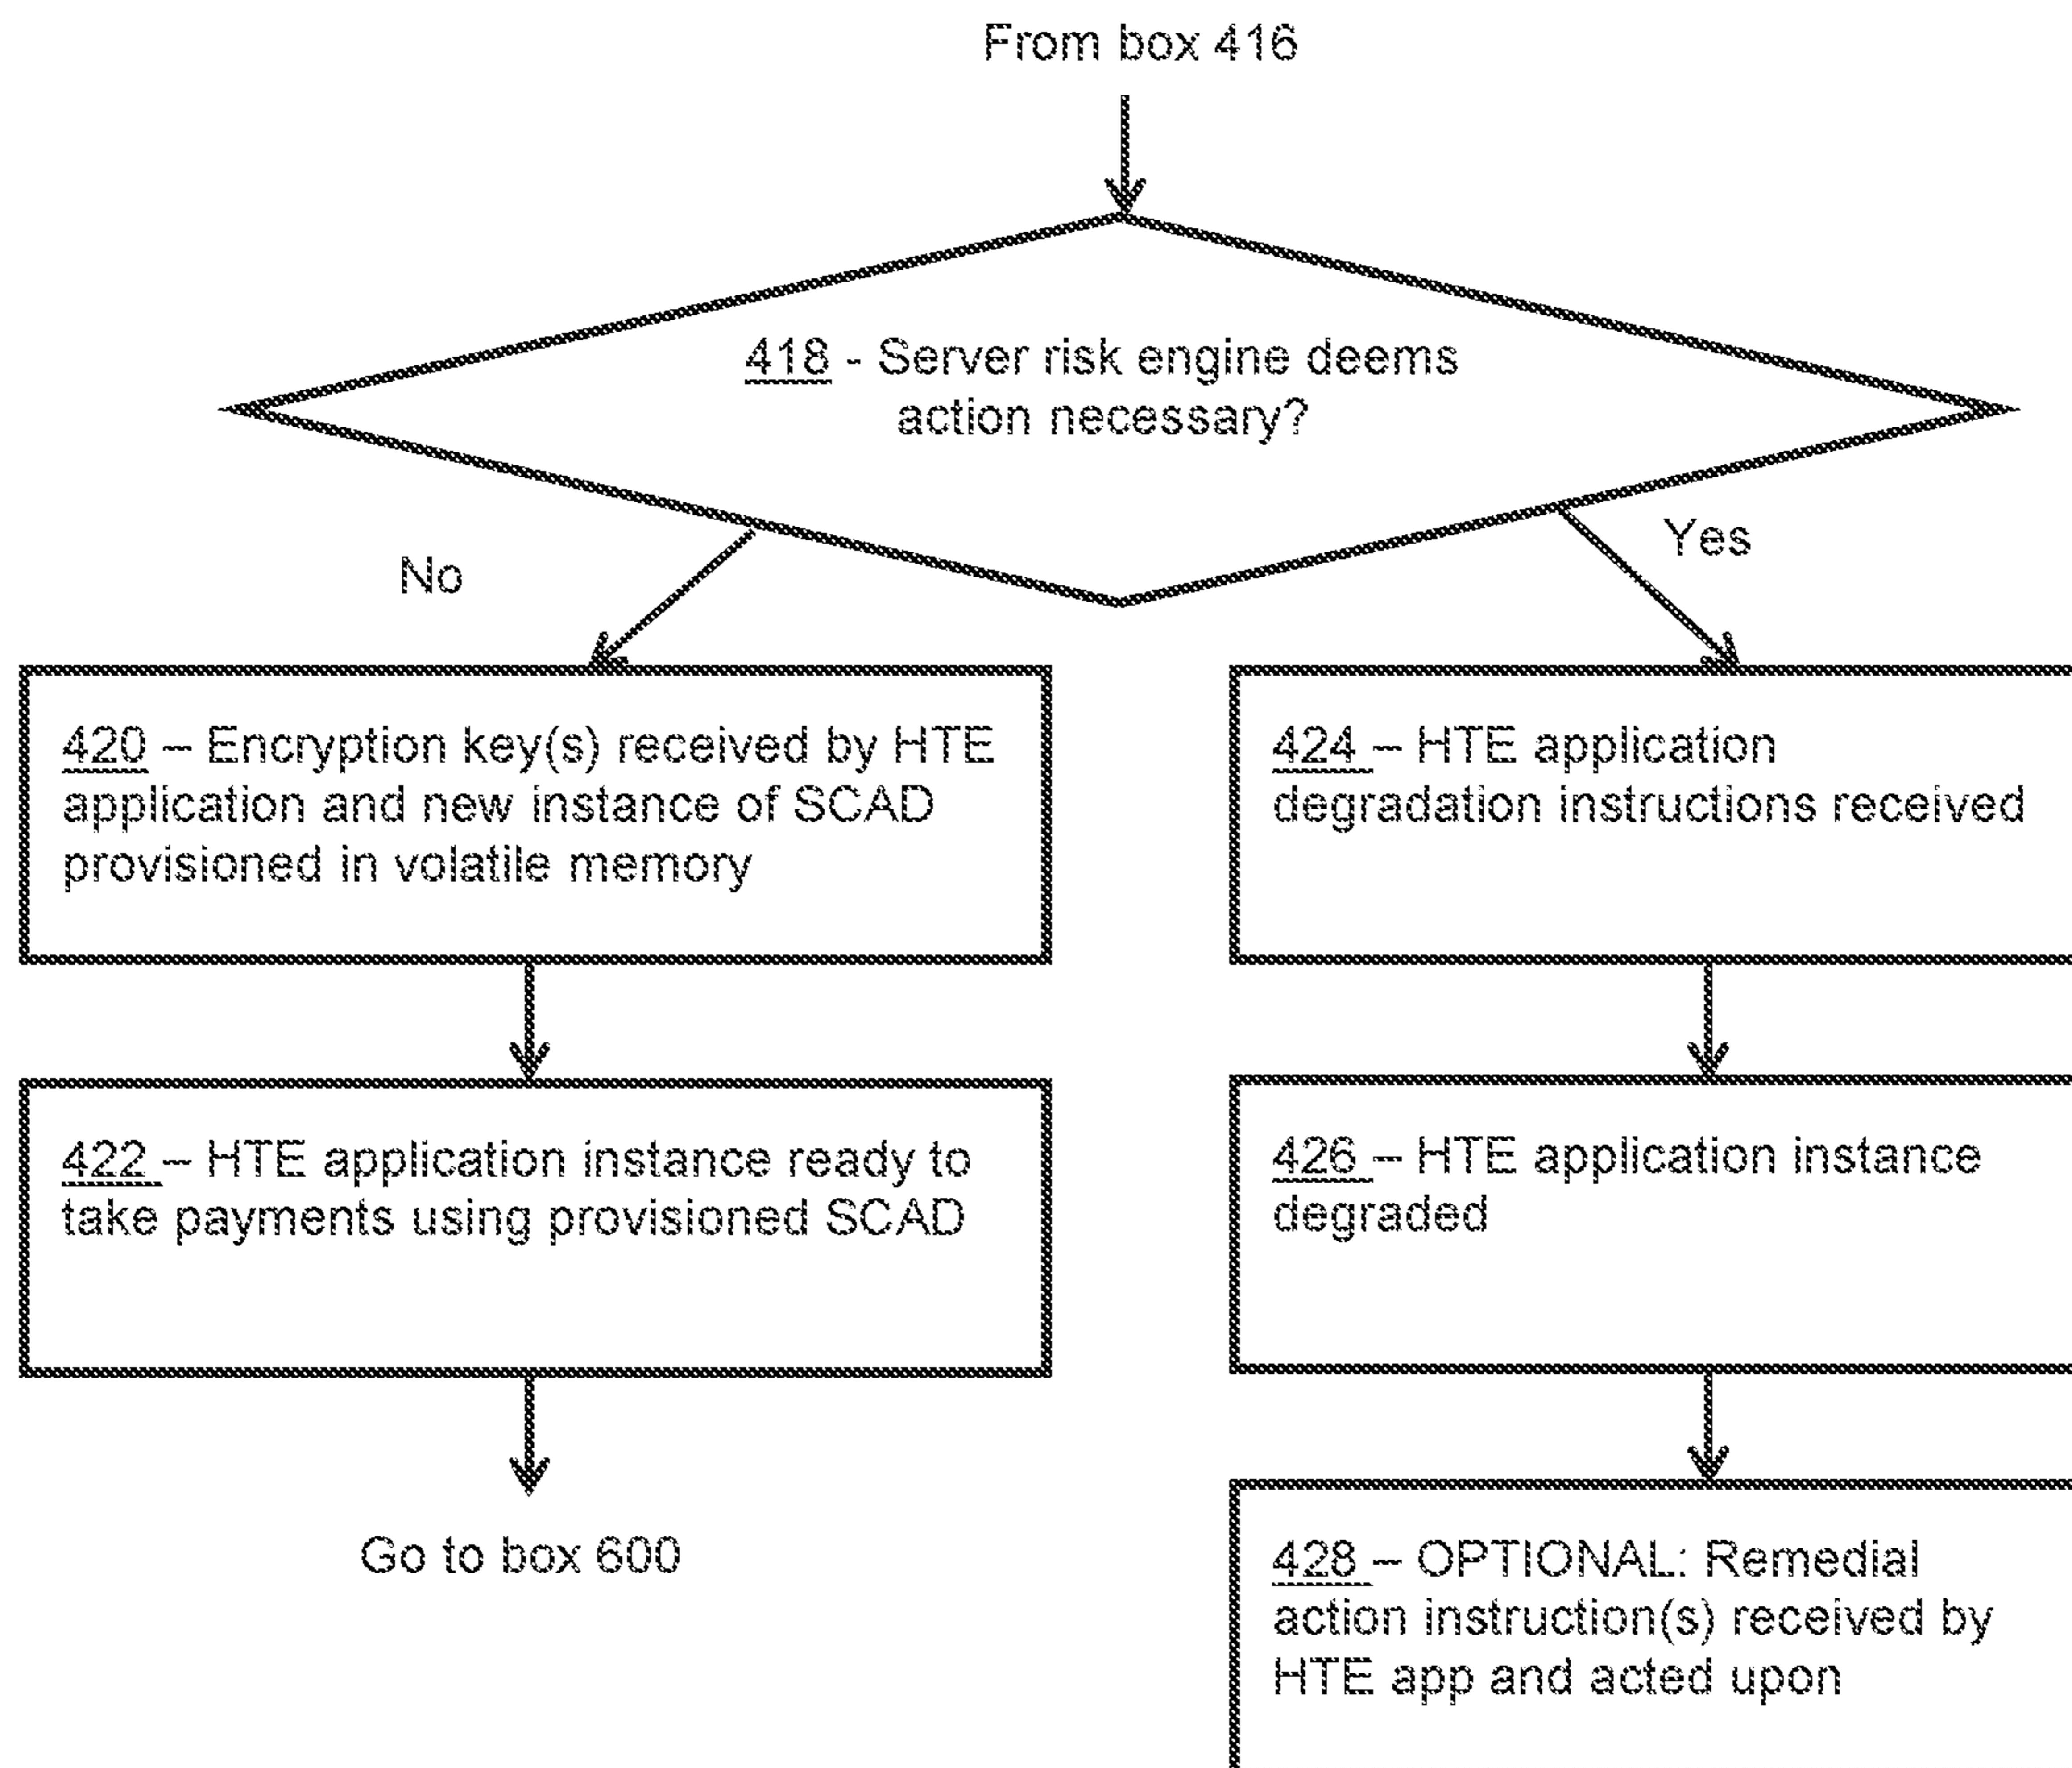 From box 416
418 - Server risk engine deems
action necessary?
No
Yes
420 – Encryption key(s) received by HTE
application and new instance of SCAD
provisioned in volatile memory
424 – HTE application
degradation instructions received
422 – HTE application instance ready to
take payments using provisioned SCAD
426 – HTE application instance
degraded
Go to box 600
428 – OPTIONAL: Remedial
action instruction(s) received by
HTE app and acted upon